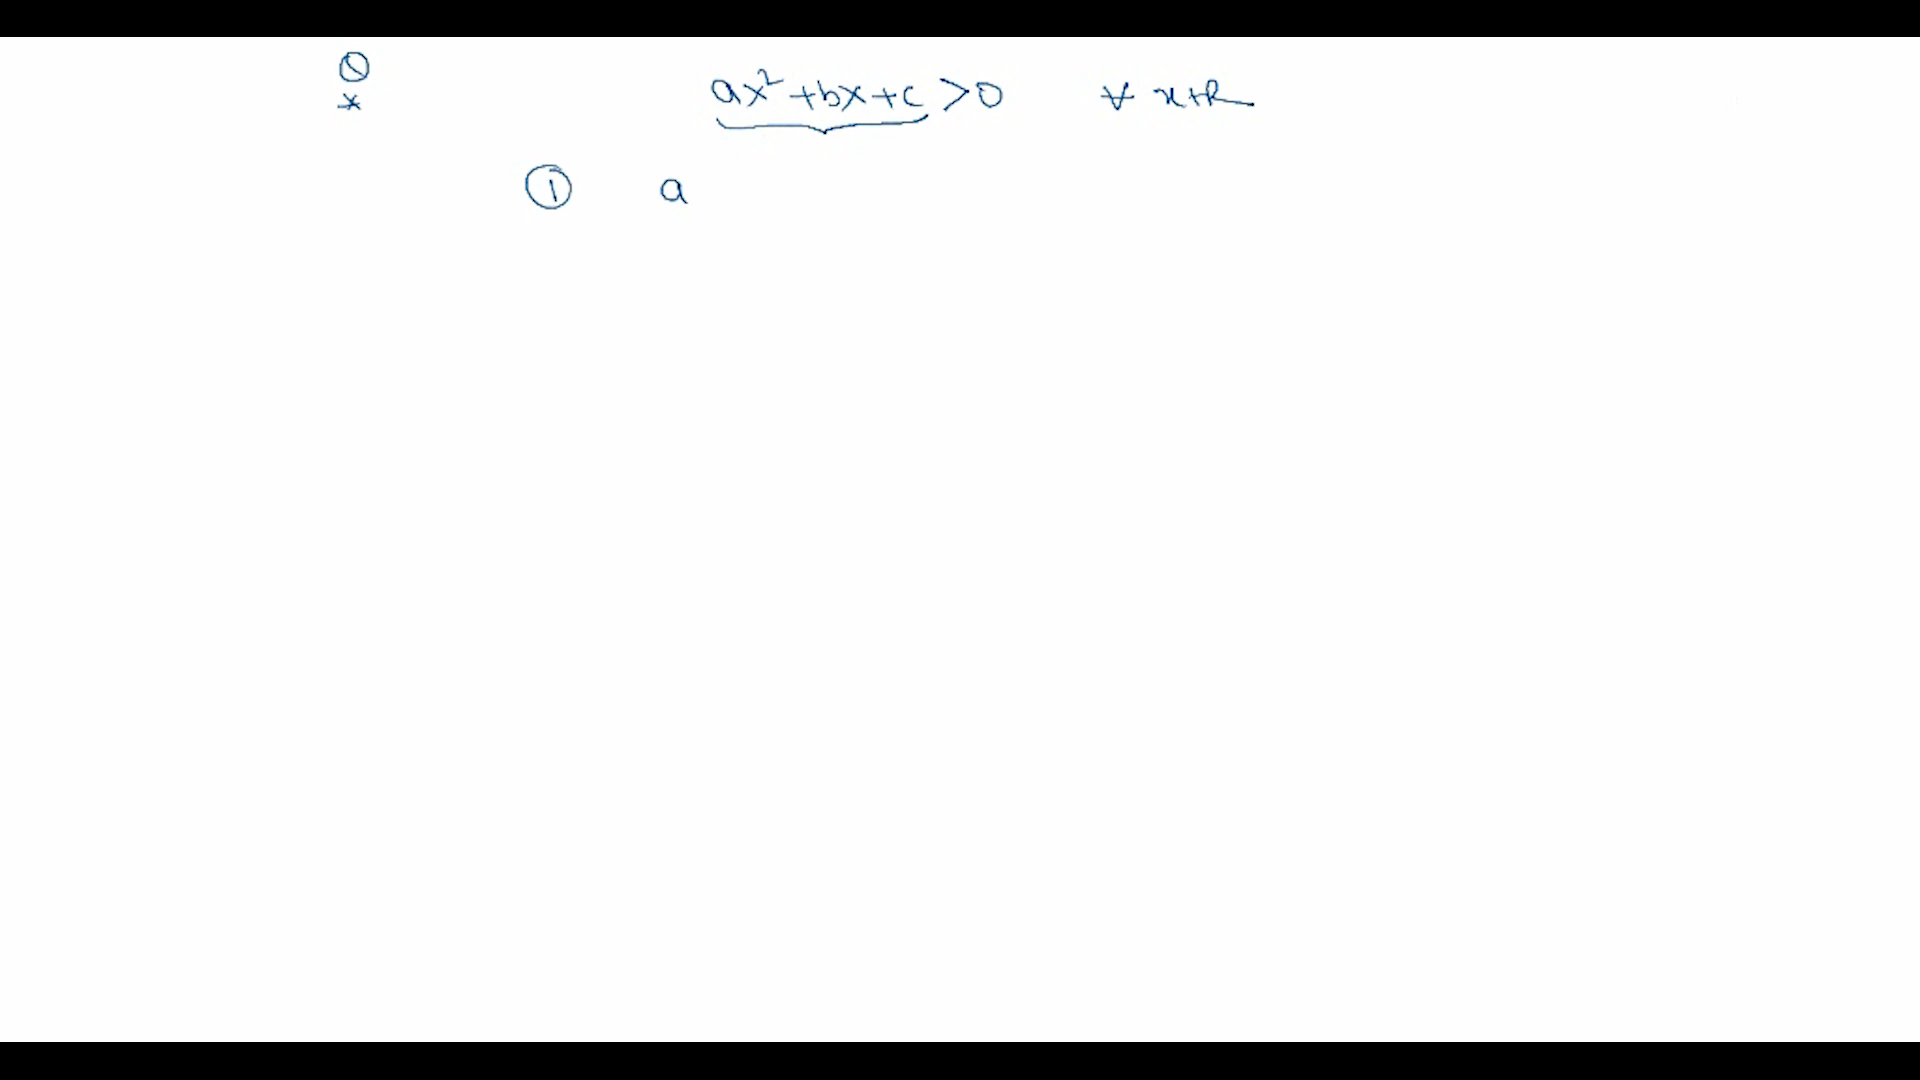 *
ax² + bx + c > 0 ∀ x∈R
① a